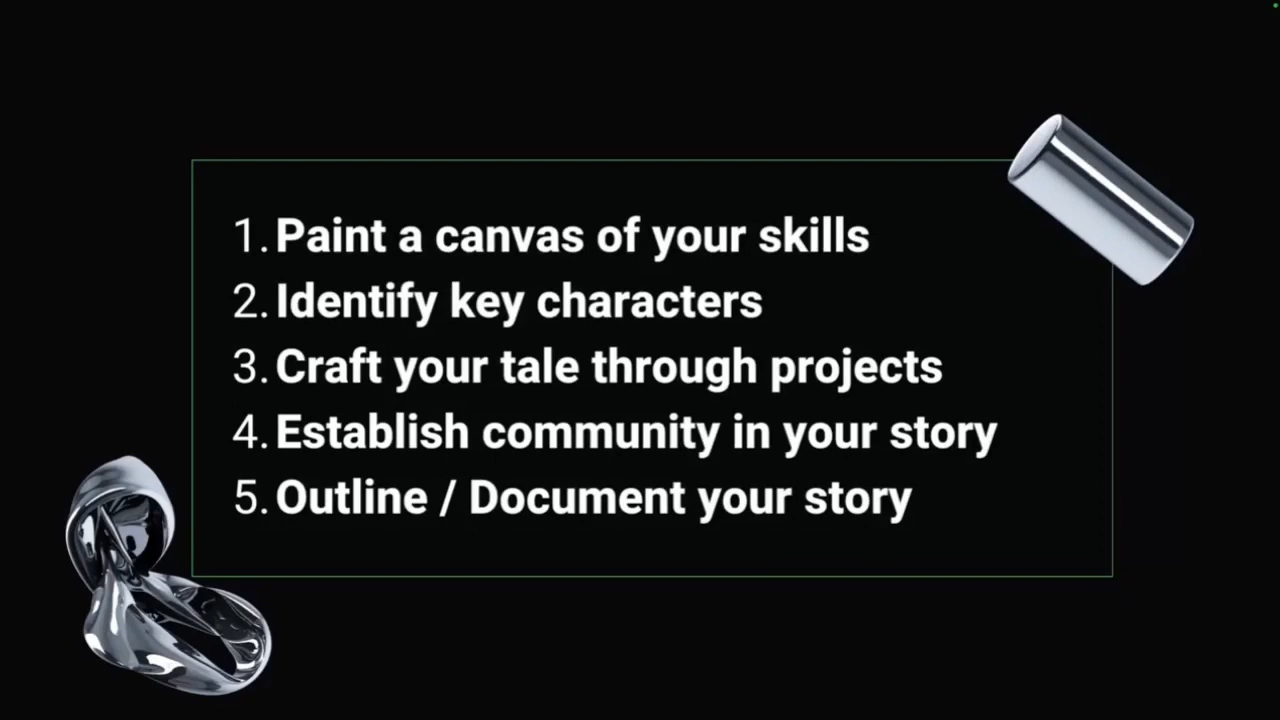 1. Paint a canvas of your skills
2. Identify key characters
3. Craft your tale through projects
4. Establish community in your story
5. Outline / Document your story